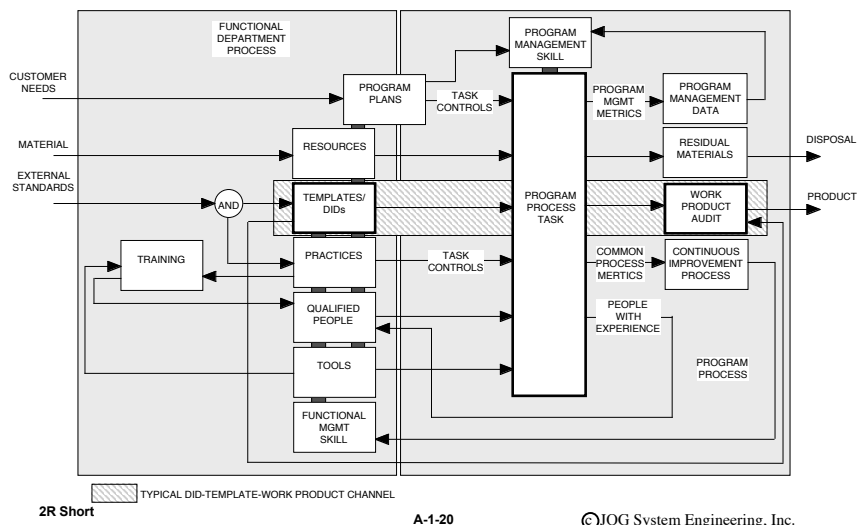 FUNCTIONAL
DEPARTMENT
PROCESS
PROGRAM
MANAGEMENT
SKILL
CUSTOMER
NEEDS
PROGRAM
PLANS
TASK
CONTROLS
PROGRAM
MGMT
METRICS
PROGRAM
MANAGEMENT
DATA
MATERIAL
RESOURCES
RESIDUAL
MATERIALS
DISPOSAL
EXTERNAL
STANDARDS
AND
TEMPLATES/
DIDs
PROGRAM
PROCESS
TASK
WORK
PRODUCT
AUDIT
PRODUCT
TRAINING
PRACTICES
TASK
CONTROLS
COMMON
PROCESS
MERTICS
CONTINUOUS
IMPROVEMENT
PROCESS
QUALIFIED
PEOPLE
PEOPLE
WITH
EXPERIENCE
TOOLS
PROGRAM
PROCESS
FUNCTIONAL
MGMT
SKILL
TYPICAL DID-TEMPLATE-WORK PRODUCT CHANNEL
2R Short
A-1-20
©JOG System Engineering, Inc.